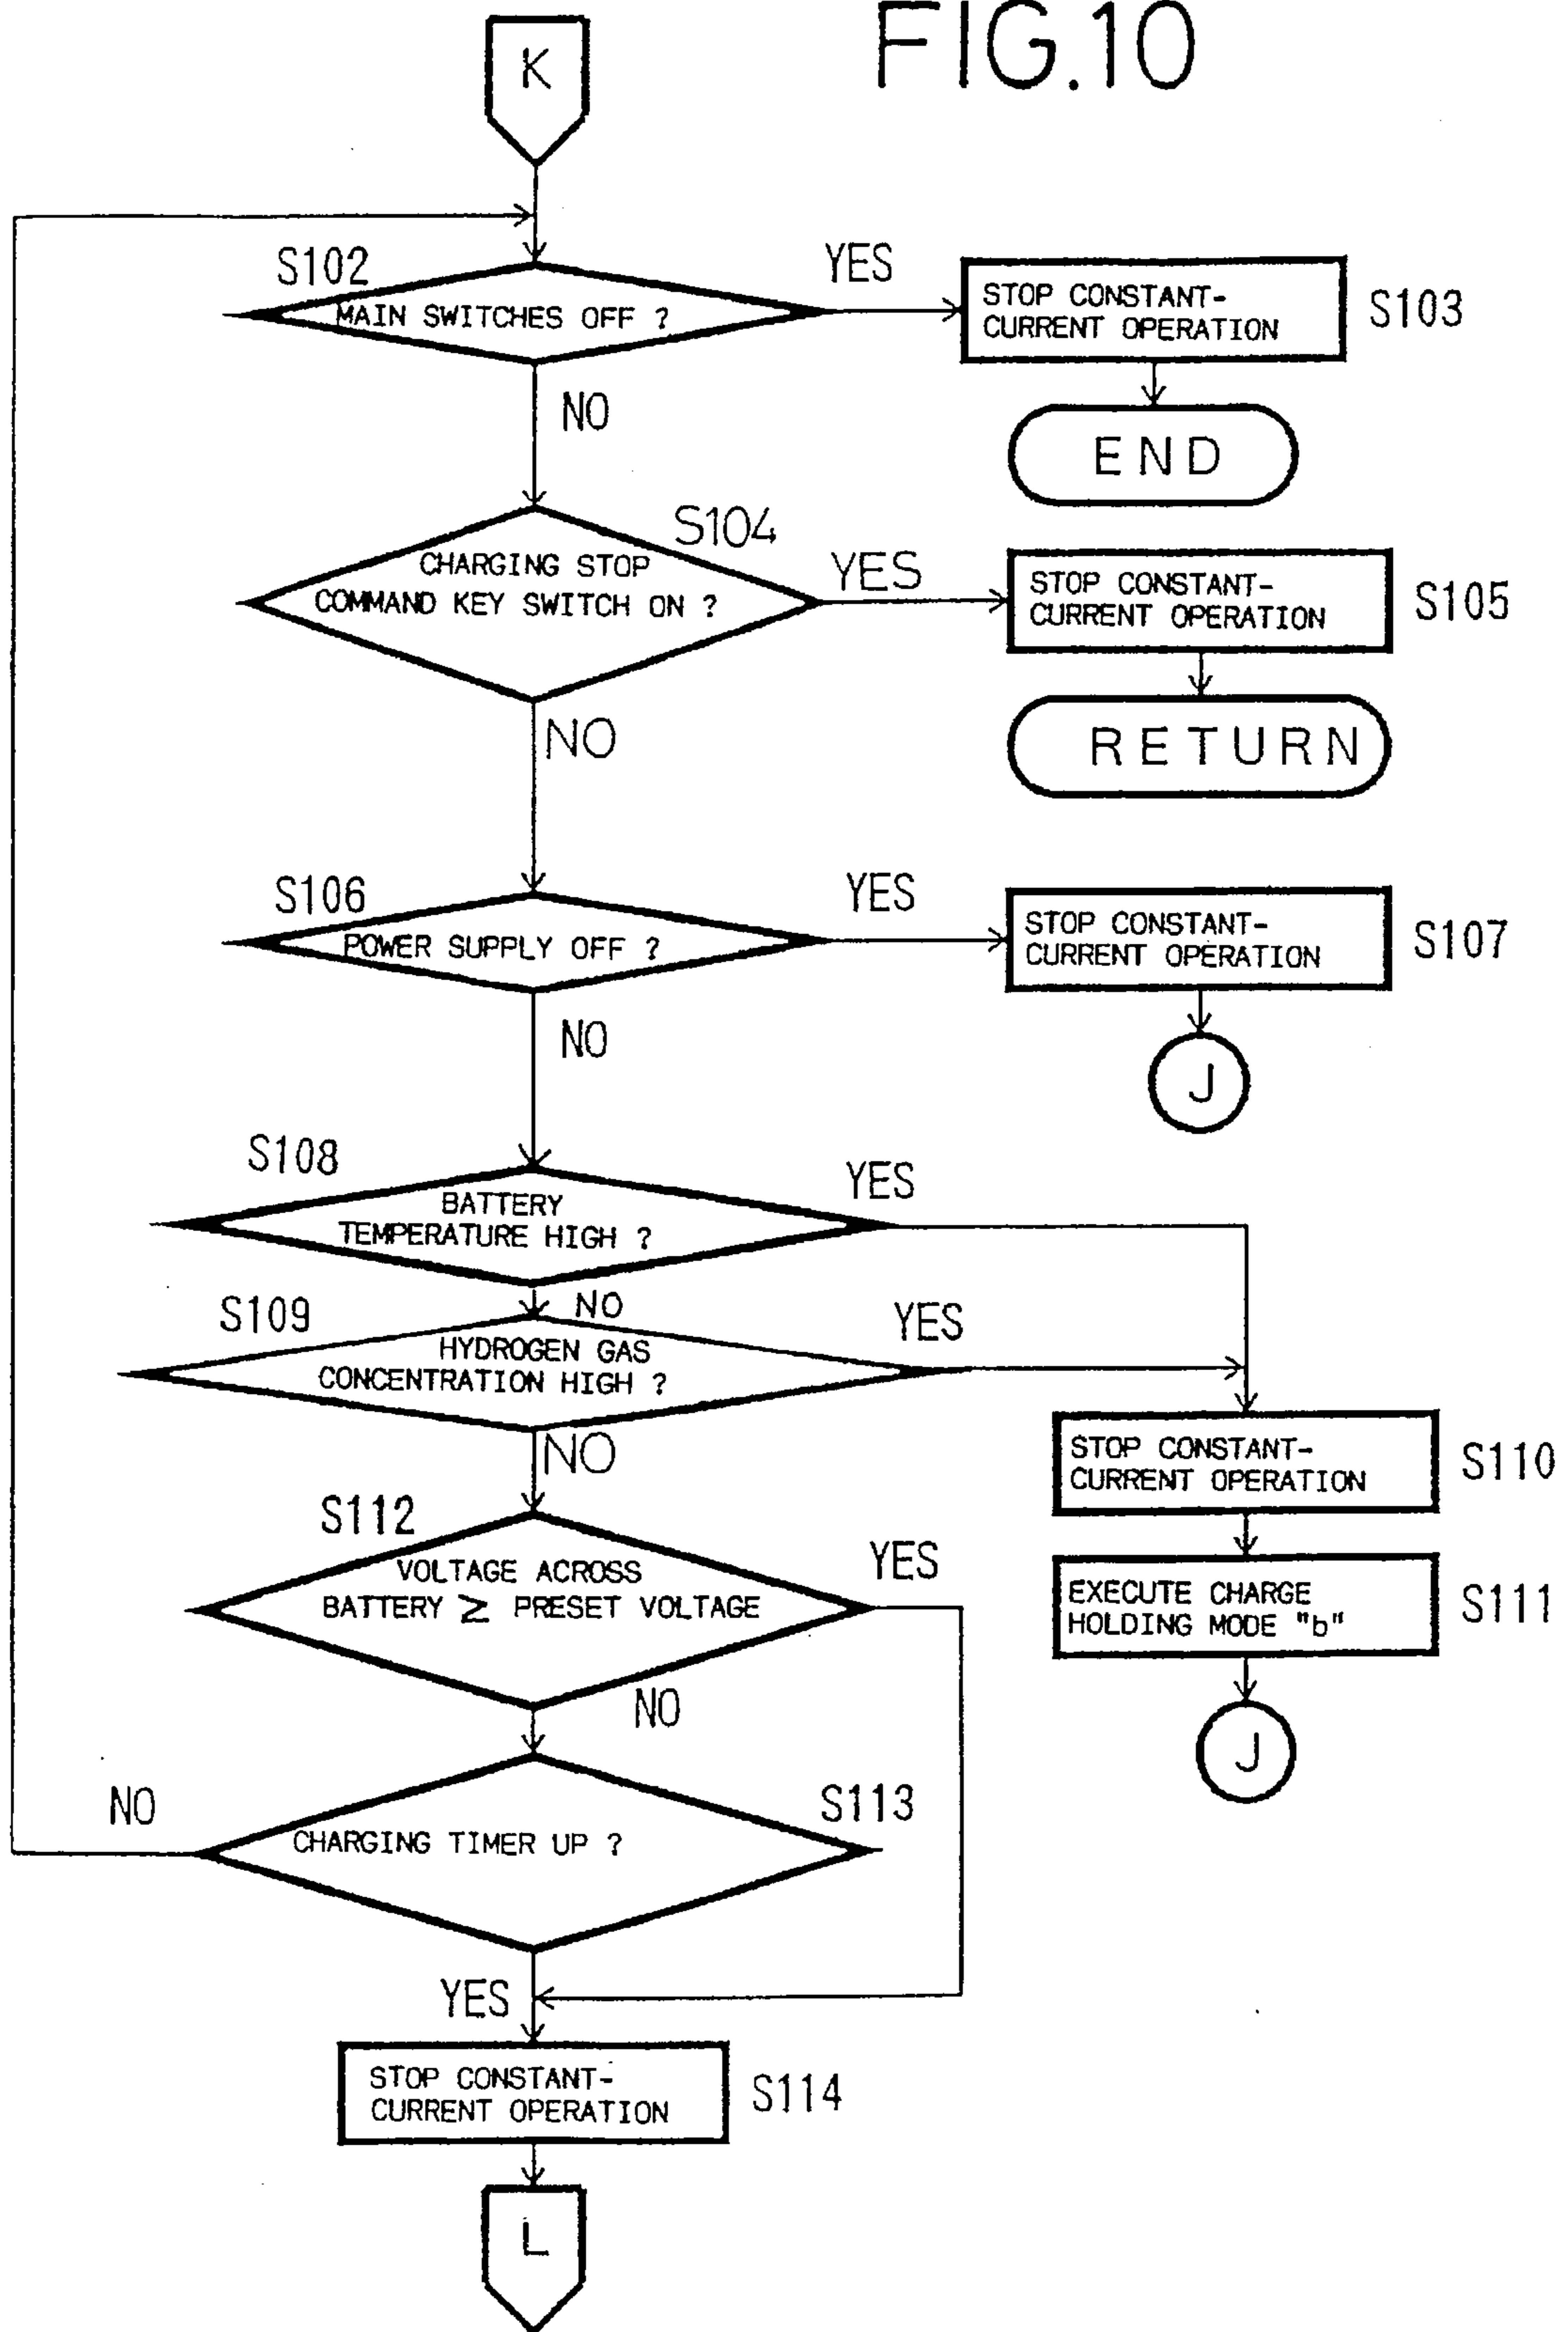 FIG.10
K
S102
YES
MAIN SWITCHES OFF ?
STOP CONSTANT-
CURRENT OPERATION
S103
NO
END
S104
CHARGING STOP
COMMAND KEY SWITCH ON ?
YES
STOP CONSTANT-
CURRENT OPERATION
S105
NO
RETURN
S106
YES
POWER SUPPLY OFF ?
STOP CONSTANT-
CURRENT OPERATION
S107
NO
J
S108
YES
BATTERY
TEMPERATURE HIGH ?
NO
S109
YES
HYDROGEN GAS
CONCENTRATION HIGH ?
NO
STOP CONSTANT-
CURRENT OPERATION
S110
S112
YES
VOLTAGE ACROSS
BATTERY ≥ PRESET VOLTAGE
EXECUTE CHARGE
HOLDING MODE "b"
S111
NO
J
NO
S113
CHARGING TIMER UP ?
YES
STOP CONSTANT-
CURRENT OPERATION
S114
L